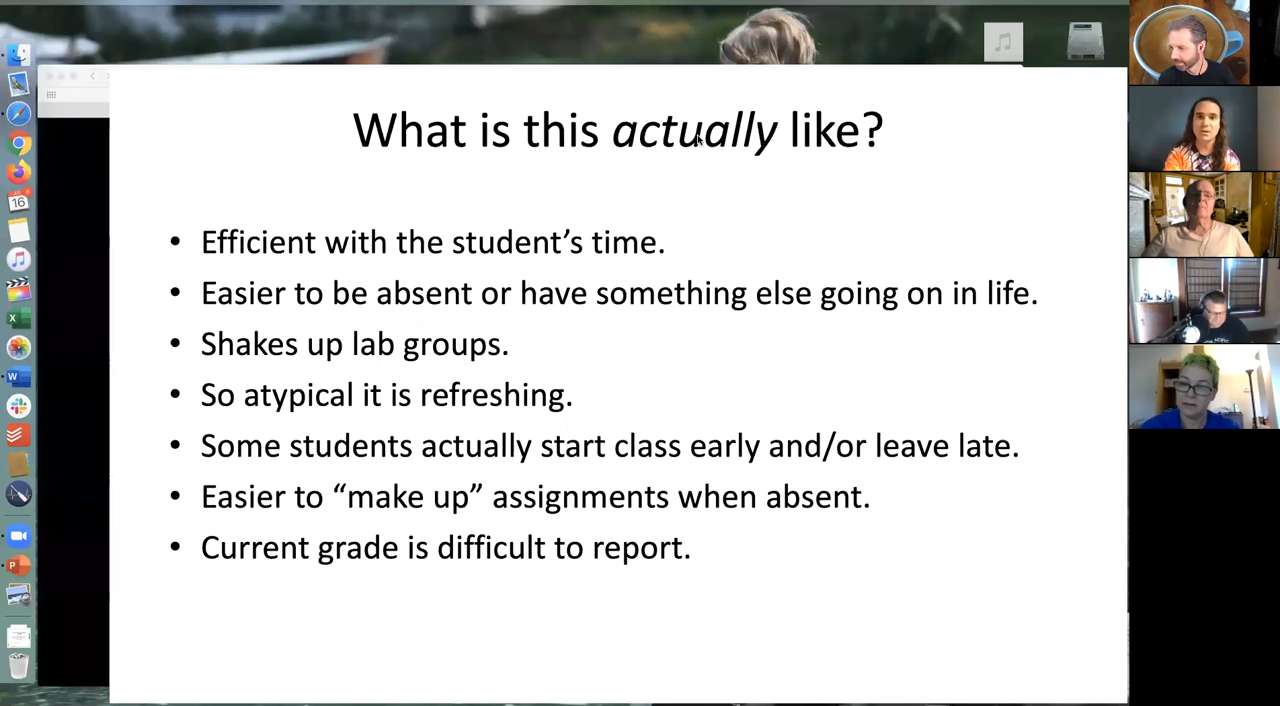 What is this actually like?
• Efficient with the student’s time.
• Easier to be absent or have something else going on in life.
• Shakes up lab groups.
• So atypical it is refreshing.
• Some students actually start class early and/or leave late.
• Easier to “make up” assignments when absent.
• Current grade is difficult to report.
16
X
W
P